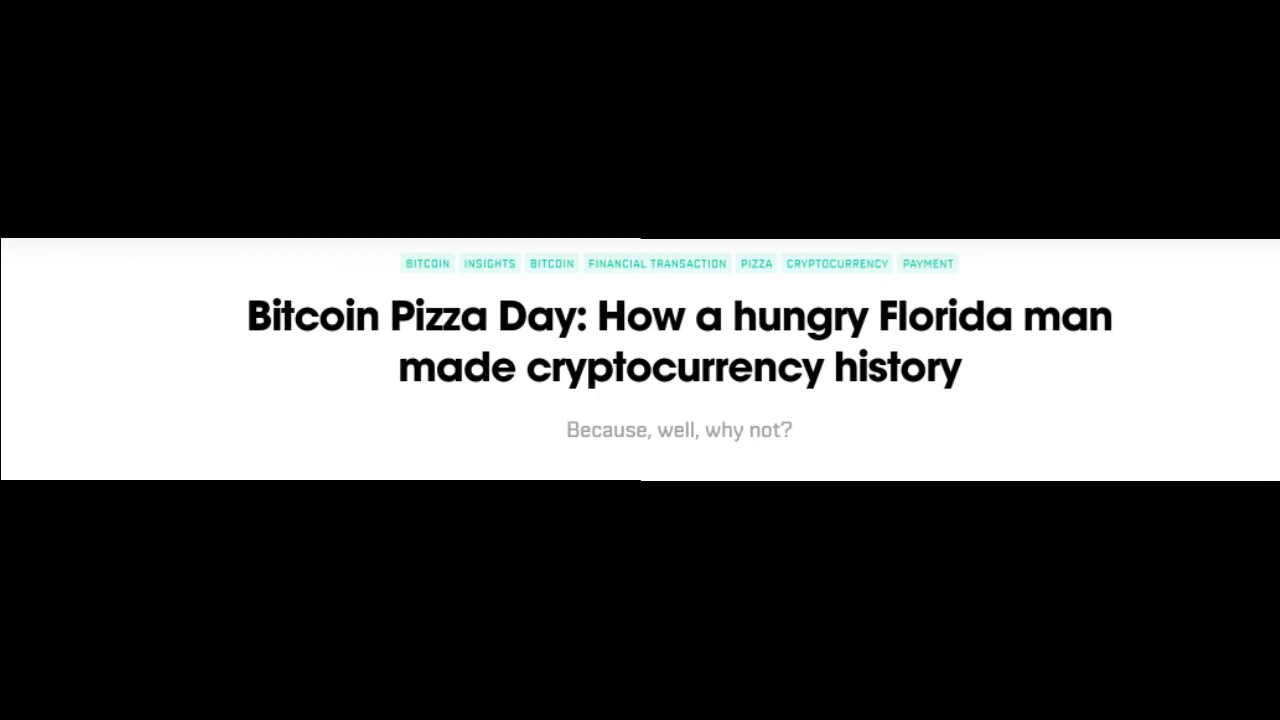 BITCOIN INSIGHTS BITCOIN FINANCIAL TRANSACTION PIZZA CRYPTOCURRENCY PAYMENT
Bitcoin Pizza Day: How a hungry Florida man
made cryptocurrency history
Because, well, why not?